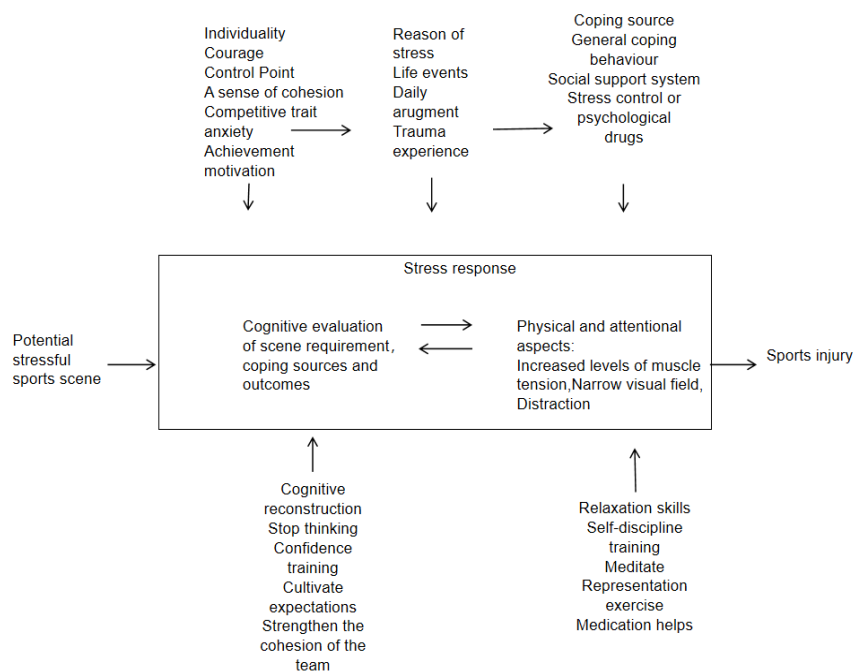 Individuality
Courage
Control Point
A sense of cohesion
Competitive trait
anxiety
Achievement
motivation
Reason of
stress
Life events
Daily
arugment
Trauma
experience
Coping source
General coping
behaviour
Social support system
Stress control or
psychological
drugs
Stress response
Potential
stressful
sports scene
Cognitive evaluation
of scene requirement,
coping sources and
outcomes
Physical and attentional
aspects:
Increased levels of muscle
tension,Narrow visual field,
Distraction
Sports injury
Cognitive
reconstruction
Stop thinking
Confidence
training
Cultivate
expectations
Strengthen the
cohesion of the
team
Relaxation skills
Self-discipline
training
Meditate
Representation
exercise
Medication helps